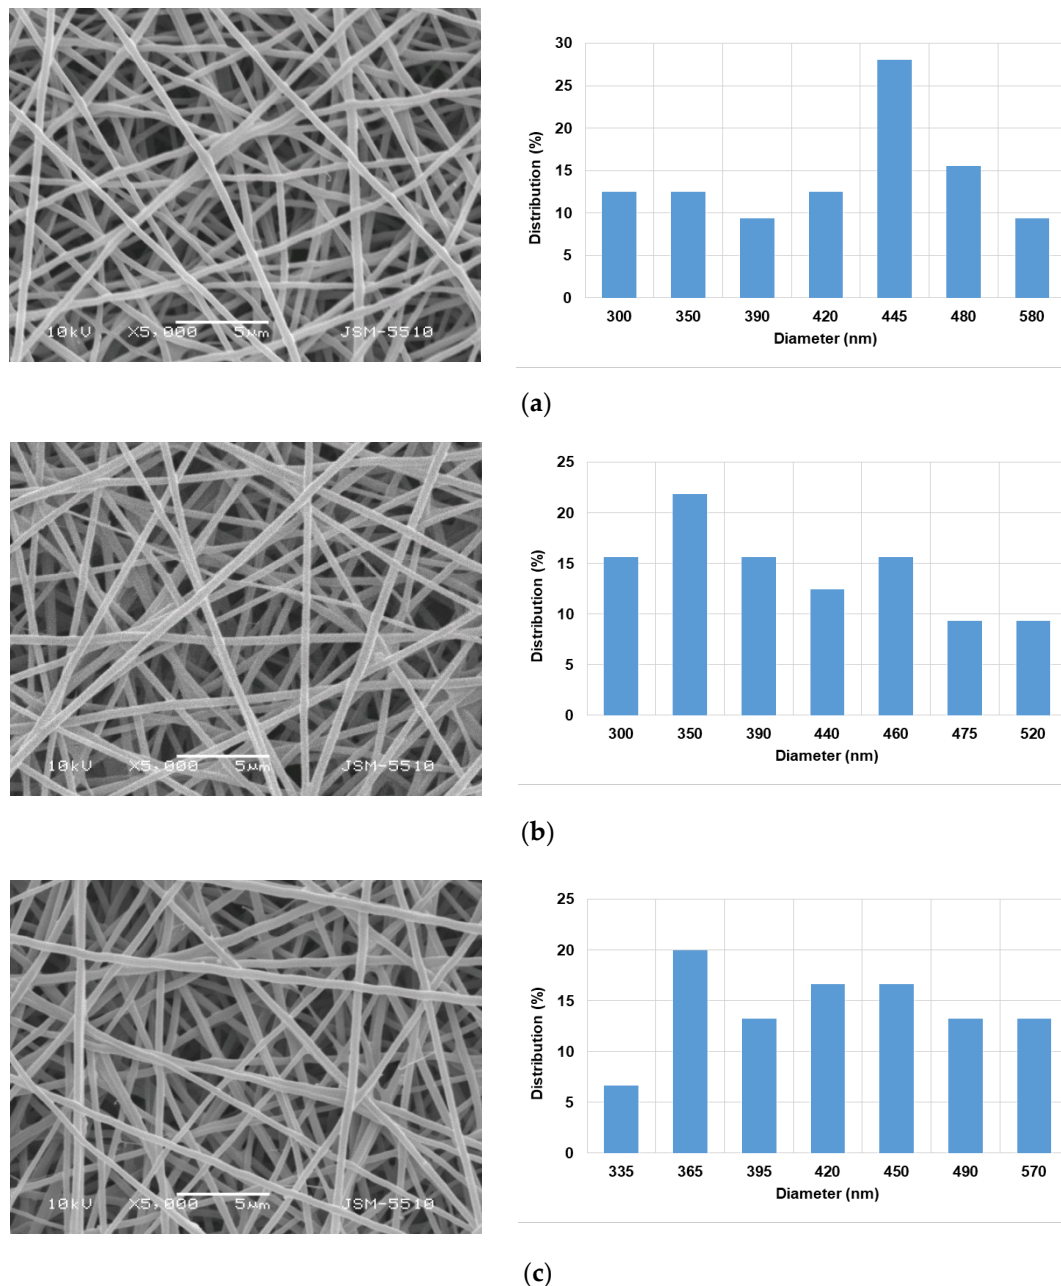 30
25
20
15
10
5
0
Distribution (%)
300 350 390 420 445 480 580
Diameter (nm)
10kV X5,000 5µm JSM-5510
(a)
25
20
15
10
5
0
Distribution (%)
300 350 390 440 460 475 520
Diameter (nm)
10kV X5,000 5µm JSM-5510
(b)
25
20
15
10
5
0
Distribution (%)
335 365 395 420 450 490 570
Diameter (nm)
10kV X5,000 5µm JSM-5510
(c)